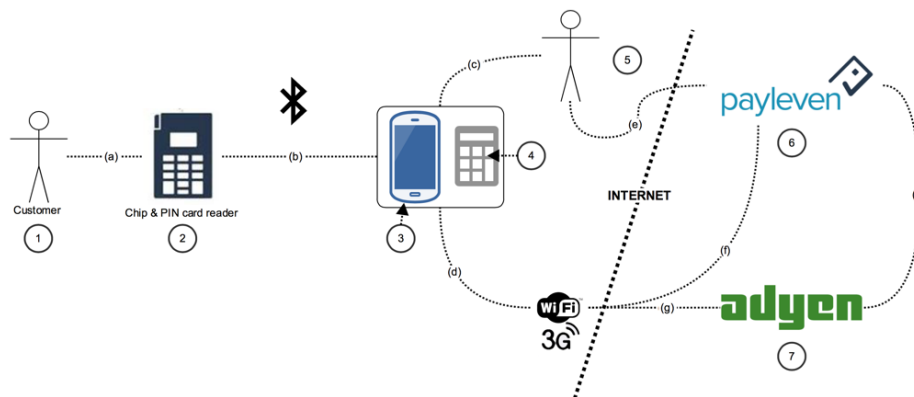 (c)
5
payleven
(e)
6
(a)
(b)
4
Customer
Chip & PIN card reader
INTERNET
1
2
3
(d)
(f)
WiFi
3G
(g)
adyen
7